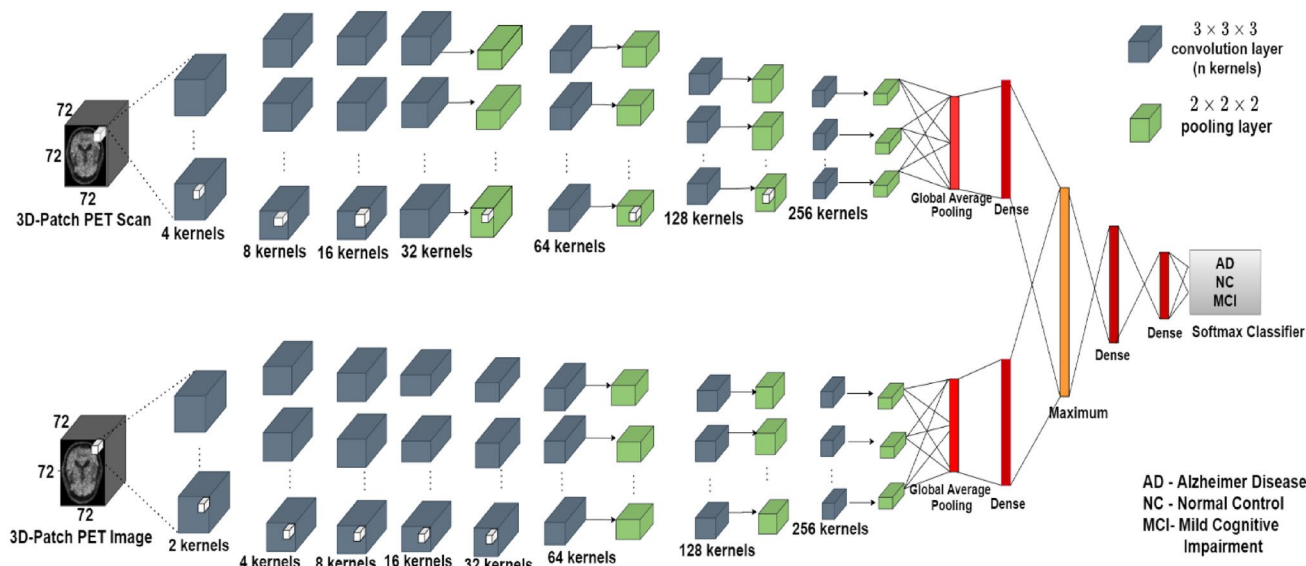 3 × 3 × 3
convolution layer
(n kernels)
2 × 2 × 2
pooling layer
72
72
72
3D-Patch PET Scan
4 kernels
8 kernels
16 kernels
32 kernels
64 kernels
128 kernels
256 kernels
Global Average
Pooling
Dense
72
72
72
3D-Patch PET Image
2 kernels
4 kernels
8 kernels
16 kernels
32 kernels
64 kernels
128 kernels
256 kernels
Global Average
Pooling
Dense
Maximum
Dense
Dense
AD
NC
MCI
Softmax Classifier
AD - Alzheimer Disease
NC - Normal Control
MCI- Mild Cognitive
Impairment